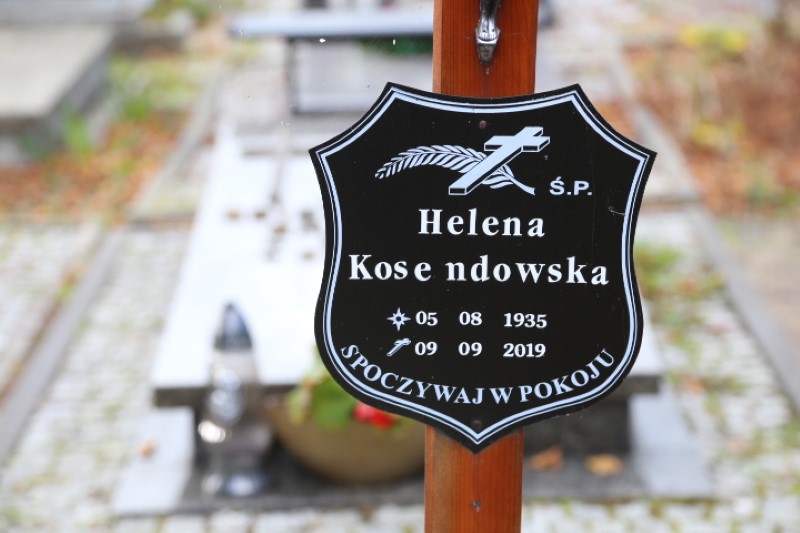 Ś.P.
Helena
Kose ndowska
05 08 1935
09 09 2019
SPOCZYWAJ W POKOJU